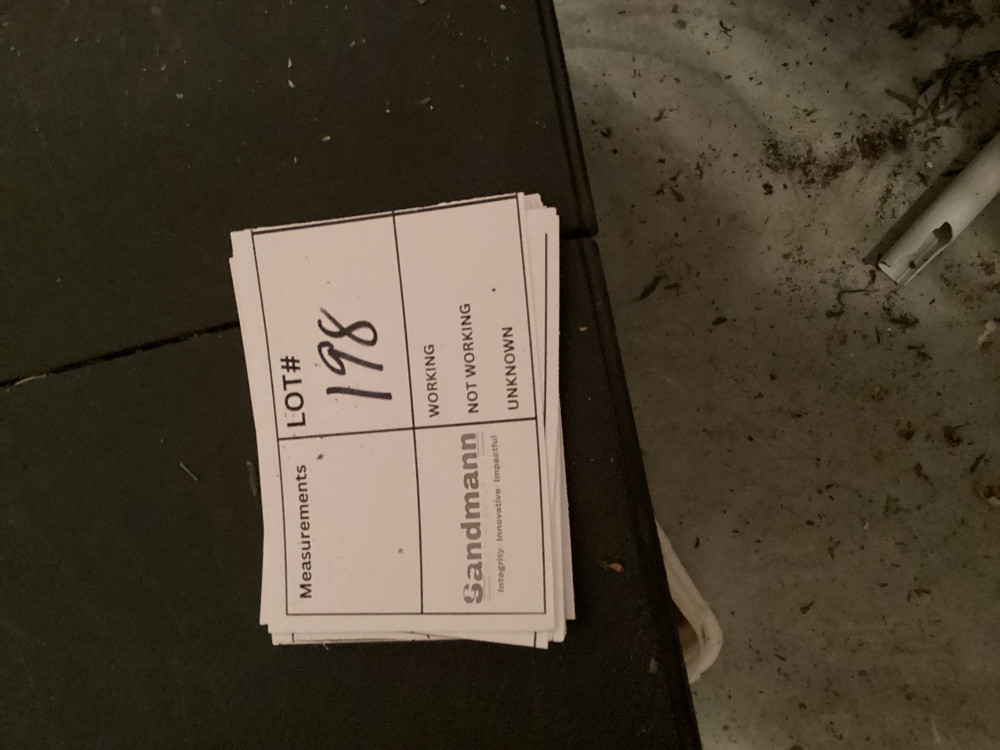 Measurements
LOT#
198
Sandmann
Integrity Innovative Impactful
WORKING
NOT WORKING
UNKNOWN